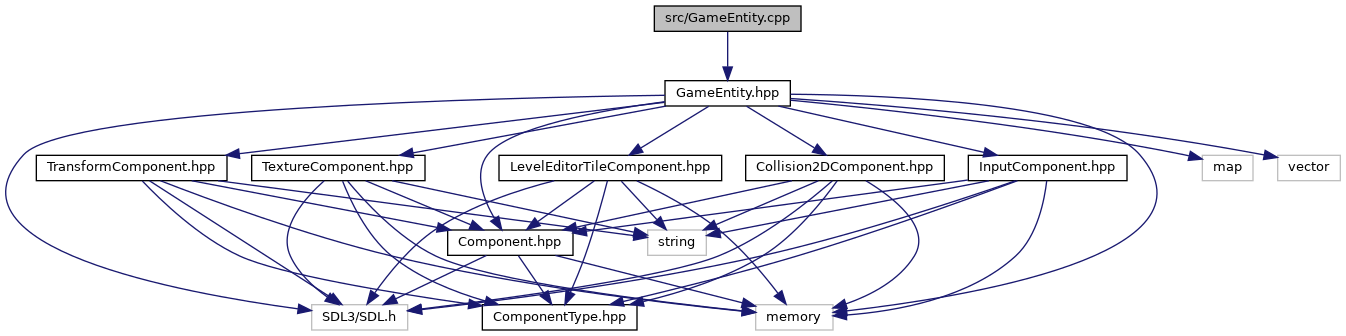 src/GameEntity.cpp
GameEntity.hpp
TransformComponent.hpp
TextureComponent.hpp
LevelEditorTileComponent.hpp
Collision2DComponent.hpp
InputComponent.hpp
map
vector
Component.hpp
string
SDL3/SDL.h
ComponentType.hpp
memory